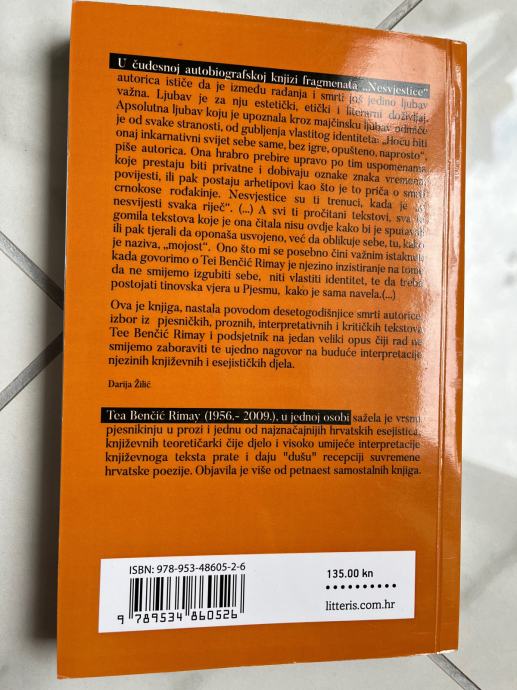 U čudesnoj autobiografskoj knjizi fragmenata „Nesvjestice“
autorica ističe da je između rađanja i smrti još jedino ljubav
važna. Ljubav je za nju estetički, etički i literarni doživljaj.
Apsolutna ljubav koju je upoznala kroz majčinsku ljubav odmiče
je od svake stranosti, od gubljenja vlastitog identiteta: „Hoću biti
onaj inkarnativni svijet sebe same, bez igre, opušteno, naprosto“,
piše autorica. Ona hrabro prebire upravo po tim uspomenama
koje prestaju biti privatne i dobivaju oznake znaka vremena,
povijesti, ili pak postaju arhetipovi kao što je to priča o smrti
crnokose rođakinje. Nesvjestice su ti trenuci, kada je „u
nesvijesti svaka riječ“. (...) A svi ti pročitani tekstovi, sva
gomila tekstova koje je ona čitala nisu ovdje kako bi je sputavali
ili pak tjerali da oponaša usvojeno, već da oblikuje sebe, tu, kako
je naziva, „mojost“. Ono što mi se posebno čini važnim istaknuti
kada govorimo o Tei Benčić Rimay je njezino inzistiranje na tome
da ne smijemo izgubiti sebe, niti vlastiti identitet, te da treba
postojati tinovska vjera u Pjesmu, kako je sama navela.(...)
Ova je knjiga, nastala povodom desetogodišnjice smrti autorice,
izbor iz pjesničkih, proznih, interpretativnih i kritičkih tekstova
Tee Benčić Rimay i podsjetnik na jedan veliki opus čiji rad ne
smijemo zaboraviti te ujedno nagovor na buduće interpretacije
njezinih književnih i esejističkih djela.
Darija Žilić
Tea Benčić Rimay (1956.- 2009.), u jednoj osobi sažela je vrsnu
pjesnikinju u prozi i jednu od najznačajnijih hrvatskih esejistica,
književnih teoretičarki čije djelo i visoko umijeće interpretacije
književnoga teksta prate i daju "dušu" recepciji suvremene
hrvatske poezije. Objavila je više od petnaest samostalnih knjiga.
ISBN: 978-953-48605-2-6
135.00 kn
litteris.com.hr
9 789534 860526